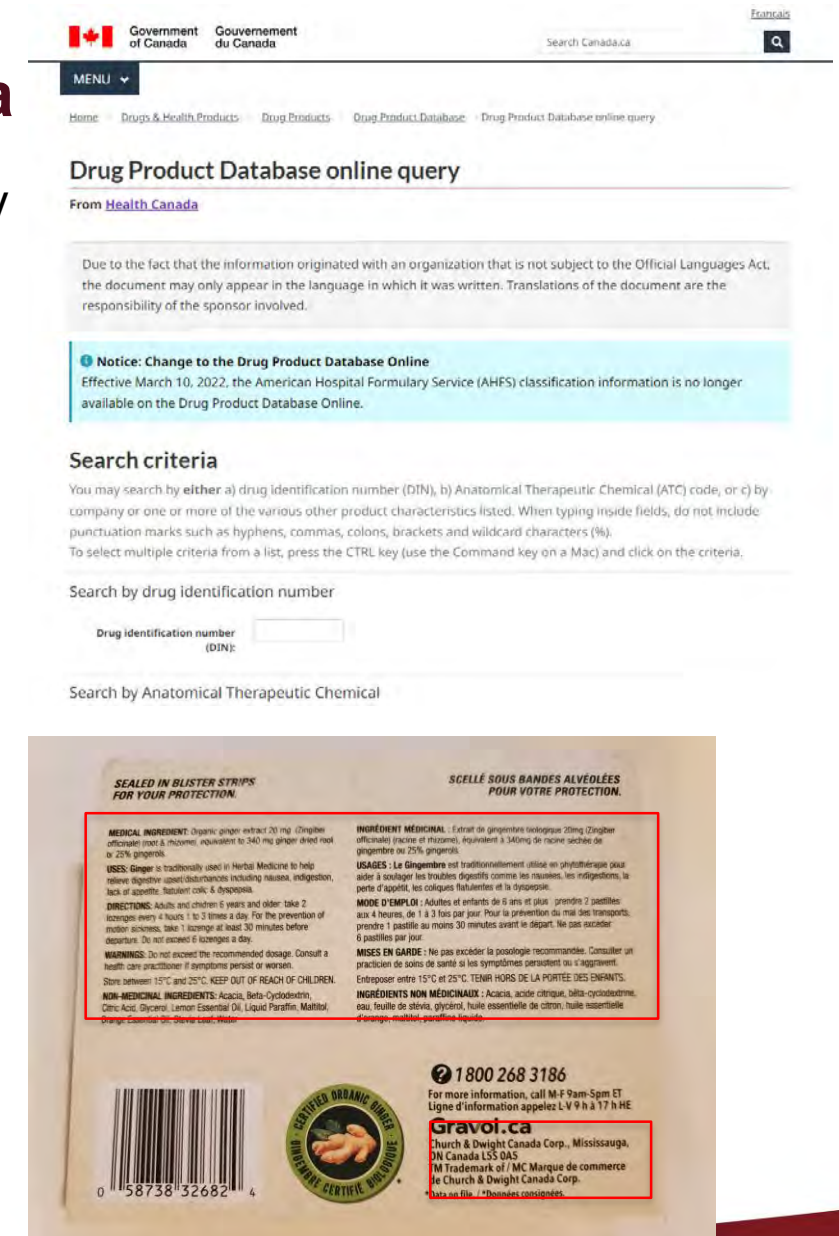 Français
Government of Canada
Gouvernement du Canada
Search Canada.ca
MENU
Home Drugs & Health Products Drug Products Drug Product Database Drug Product Database online query
a
Drug Product Database online query
y
From Health Canada
Due to the fact that the information originated with an organization that is not subject to the Official Languages Act,
the document may only appear in the language in which it was written. Translations of the document are the
responsibility of the sponsor involved.
Notice: Change to the Drug Product Database Online
Effective March 10, 2022, the American Hospital Formulary Service (AHFS) classification information is no longer
available on the Drug Product Database Online.
Search criteria
You may search by either a) drug identification number (DIN), b) Anatomical Therapeutic Chemical (ATC) code, or c) by
company or one or more of the various other product characteristics listed. When typing inside fields, do not include
punctuation marks such as hyphens, commas, colons, brackets and wildcard characters (%).
To select multiple criteria from a list, press the CTRL key (use the Command key on a Mac) and click on the criteria.
Search by drug identification number
Drug identification number
(DIN):
Search by Anatomical Therapeutic Chemical
SEALED IN BLISTER STRIPS
FOR YOUR PROTECTION.
SCELLÉ SOUS BANDES ALVÉOLÉES
POUR VOTRE PROTECTION.
MEDICAL INGREDIENT: Organic ginger extract 20 mg (Zingiber
officinale) (root & rhizome), equivalent to 340 mg ginger dried root
or 25% gingerols.
USES: Ginger is traditionally used in Herbal Medicine to help
relieve digestive upset/disturbances including nausea, indigestion,
lack of appetite, flatulent colic & dyspepsia.
DIRECTIONS: Adults and children 6 years and older: take 2
lozenges every 4 hours 1 to 3 times a day. For the prevention of
motion sickness, take 1 lozenge at least 30 minutes before
departure. Do not exceed 6 lozenges a day.
WARNINGS: Do not exceed the recommended dosage. Consult a
health care practitioner if symptoms persist or worsen.
Store between 15°C and 25°C. KEEP OUT OF REACH OF CHILDREN.
NON-MEDICINAL INGREDIENTS: Acacia, Beta-Cyclodextrin,
Citric Acid, Glycerol, Lemon Essential Oil, Liquid Paraffin, Maltitol,
Orange Essential Oil, Stevia Leaf, Water
INGRÉDIENT MÉDICINAL : Extrait de gingembre biologique 20mg (Zingiber
officinale) (racine et rhizome), équivalent à 340mg de racine séchée de
gingembre ou 25% gingerols.
USAGES : Le Gingembre est traditionnellement utilisé en phytothérapie pour
aider à soulager les troubles digestifs comme les nausées, les indigestions, la
perte d'appétit, les coliques flatulentes et la dyspepsie.
MODE D'EMPLOI : Adultes et enfants de 6 ans et plus : prendre 2 pastilles
aux 4 heures, de 1 à 3 fois par jour. Pour la prévention du mal des transports,
prendre 1 pastille au moins 30 minutes avant le départ. Ne pas excéder
6 pastilles par jour.
MISES EN GARDE : Ne pas excéder la posologie recommandée. Consulter un
practicien de soins de santé si les symptômes persistent ou s'aggravent.
Entreposer entre 15°C et 25°C. TENIR HORS DE LA PORTÉE DES ENFANTS.
INGRÉDIENTS NON MÉDICINAUX : Acacia, acide citrique, bêta-cyclodextrine,
eau, feuille de stévia, glycérol, huile essentielle de citron, huile essentielle
d'orange, maltitol, paraffine liquide.
0 58738 32682 4
CERTIFIED ORGANIC GINGER
GINGEMBRE CERTIFIÉ BIOLOGIQUE
? 1 800 268 3186
For more information, call M-F 9am-5pm ET
Ligne d'information appelez L-V 9 h à 17 h HE
Gravol.ca
Church & Dwight Canada Corp., Mississauga,
ON Canada L5S 0A5
TM Trademark of / MC Marque de commerce
de Church & Dwight Canada Corp.
*Data on file. / *Données consignées.